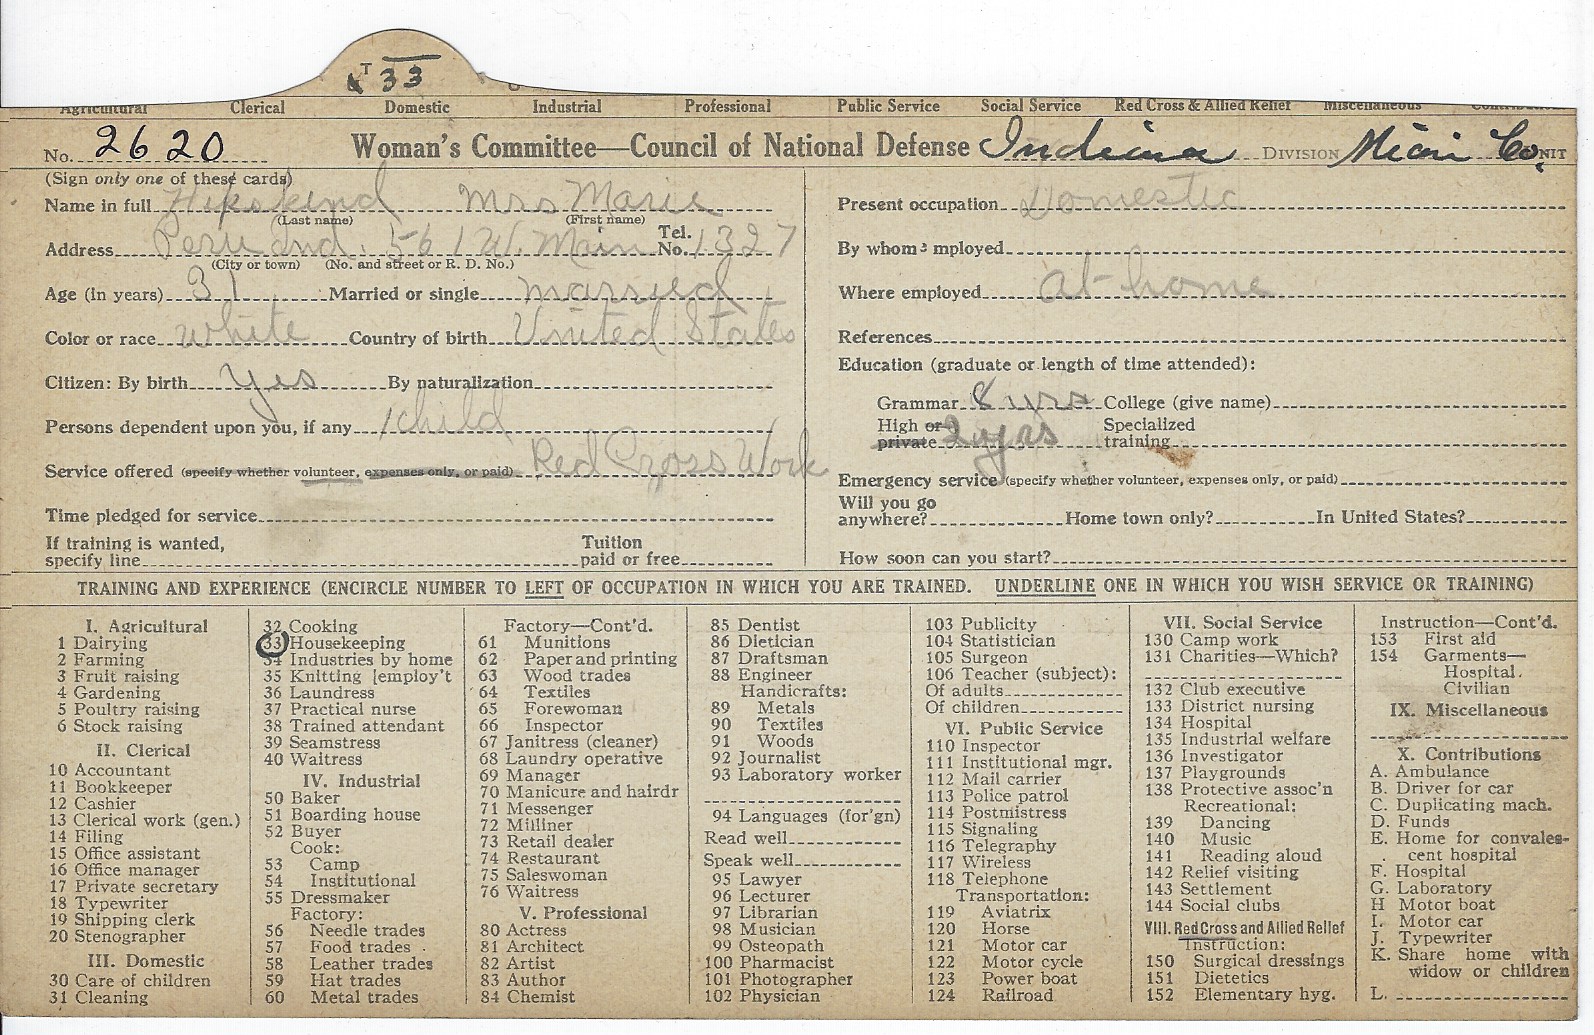 T 33
Agricultural Clerical Domestic Industrial Professional Public Service Social Service Red Cross & Allied Relief Miscellaneous
No. 2620 Woman's Committee—Council of National Defense Indiana DIVISION Miami Co. UNIT
(Sign only one of these cards)
Name in full Hipskind Mrs Marie
(Last name) (First name)
Address Peru Ind. 561 W. Main Tel. No. 1327
(City or town) (No. and street or R. D. No.)
Age (in years) 31 Married or single married
Color or race white Country of birth United States
Citizen: By birth yes By naturalization
Persons dependent upon you, if any 1 child
Service offered (specify whether volunteer, expenses only, or paid) Red Cross Work
Time pledged for service
If training is wanted,
specify line
Tuition
paid or free
Present occupation Domestic
By whom employed
Where employed at home
References
Education (graduate or length of time attended):
Grammar 8 yrs College (give name)
High or
private 2 yrs
Specialized
training
Emergency service (specify whether volunteer, expenses only, or paid)
Will you go
anywhere? Home town only? In United States?
How soon can you start?
TRAINING AND EXPERIENCE (ENCIRCLE NUMBER TO LEFT OF OCCUPATION IN WHICH YOU ARE TRAINED. UNDERLINE ONE IN WHICH YOU WISH SERVICE OR TRAINING)
I. Agricultural
1 Dairying
2 Farming
3 Fruit raising
4 Gardening
5 Poultry raising
6 Stock raising
II. Clerical
10 Accountant
11 Bookkeeper
12 Cashier
13 Clerical work (gen.)
14 Filing
15 Office assistant
16 Office manager
17 Private secretary
18 Typewriter
19 Shipping clerk
20 Stenographer
III. Domestic
30 Care of children
31 Cleaning
32 Cooking
33 Housekeeping
34 Industries by home
35 Knitting [employ't
36 Laundress
37 Practical nurse
38 Trained attendant
39 Seamstress
40 Waitress
IV. Industrial
50 Baker
51 Boarding house
52 Buyer
Cook:
53 Camp
54 Institutional
55 Dressmaker
Factory:
56 Needle trades
57 Food trades
58 Leather trades
59 Hat trades
60 Metal trades
Factory—Cont'd.
61 Munitions
62 Paper and printing
63 Wood trades
64 Textiles
65 Forewoman
66 Inspector
67 Janitress (cleaner)
68 Laundry operative
69 Manager
70 Manicure and hairdr
71 Messenger
72 Milliner
73 Retail dealer
74 Restaurant
75 Saleswoman
76 Waitress
V. Professional
80 Actress
81 Architect
82 Artist
83 Author
84 Chemist
85 Dentist
86 Dietician
87 Draftsman
88 Engineer
Handicrafts:
89 Metals
90 Textiles
91 Woods
92 Journalist
93 Laboratory worker
94 Languages (for'gn)
Read well
Speak well
95 Lawyer
96 Lecturer
97 Librarian
98 Musician
99 Osteopath
100 Pharmacist
101 Photographer
102 Physician
103 Publicity
104 Statistician
105 Surgeon
106 Teacher (subject):
Of adults
Of children
VI. Public Service
110 Inspector
111 Institutional mgr.
112 Mail carrier
113 Police patrol
114 Postmistress
115 Signaling
116 Telegraphy
117 Wireless
118 Telephone
Transportation:
119 Aviatrix
120 Horse
121 Motor car
122 Motor cycle
123 Power boat
124 Railroad
VII. Social Service
130 Camp work
131 Charities—Which?
132 Club executive
133 District nursing
134 Hospital
135 Industrial welfare
136 Investigator
137 Playgrounds
138 Protective assoc'n
Recreational:
139 Dancing
140 Music
141 Reading aloud
142 Relief visiting
143 Settlement
144 Social clubs
VIII. Red Cross and Allied Relief
Instruction:
150 Surgical dressings
151 Dietetics
152 Elementary hyg.
Instruction—Cont'd.
153 First aid
154 Garments—
Hospital.
Civilian
IX. Miscellaneous
X. Contributions
A. Ambulance
B. Driver for car
C. Duplicating mach.
D. Funds
E. Home for convales-
cent hospital
F. Hospital
G. Laboratory
H Motor boat
I. Motor car
J. Typewriter
K. Share home with
widow or children
L.